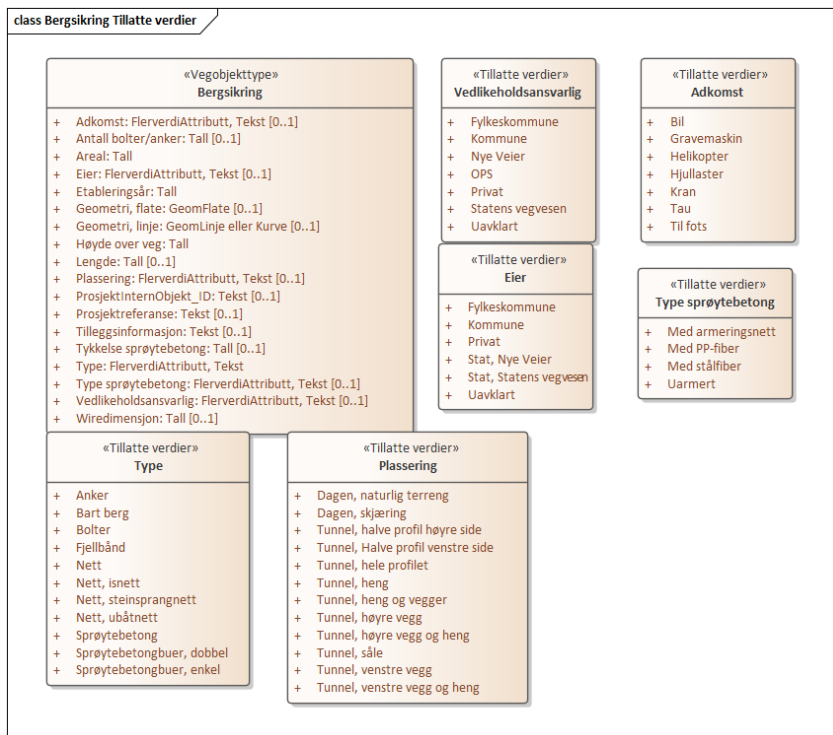 class Bergsikring Tillatte verdier
«Vegobjekttype»
Bergsikring
+ Adkomst: FlerverdiAttributt, Tekst [0..1]
+ Antall bolter/anker: Tall [0..1]
+ Areal: Tall
+ Eier: FlerverdiAttributt, Tekst [0..1]
+ Etableringsår: Tall
+ Geometri, flate: GeomFlate [0..1]
+ Geometri, linje: GeomLinje eller Kurve [0..1]
+ Høyde over veg: Tall
+ Lengde: Tall [0..1]
+ Plassering: FlerverdiAttributt, Tekst [0..1]
+ ProsjektInternObjekt_ID: Tekst [0..1]
+ Prosjektreferanse: Tekst [0..1]
+ Tilleggsinformasjon: Tekst [0..1]
+ Tykkelse sprøytebetong: Tall [0..1]
+ Type: FlerverdiAttributt, Tekst
+ Type sprøytebetong: FlerverdiAttributt, Tekst [0..1]
+ Vedlikeholdsansvarlig: FlerverdiAttributt, Tekst [0..1]
+ Wiredimensjon: Tall [0..1]
«Tillatte verdier»
Vedlikeholdsansvarlig
+ Fylkeskommune
+ Kommune
+ Nye Veier
+ OPS
+ Privat
+ Statens vegvesen
+ Uavklart
«Tillatte verdier»
Adkomst
+ Bil
+ Gravemaskin
+ Helikopter
+ Hjullaster
+ Kran
+ Tau
+ Til fots
«Tillatte verdier»
Eier
+ Fylkeskommune
+ Kommune
+ Privat
+ Stat, Nye Veier
+ Stat, Statens vegvesen
+ Uavklart
«Tillatte verdier»
Type sprøytebetong
+ Med armeringsnett
+ Med PP-fiber
+ Med stålfiber
+ Uarmert
«Tillatte verdier»
Type
+ Anker
+ Bart berg
+ Bolter
+ Fjellbånd
+ Nett
+ Nett, isnett
+ Nett, steinsprangnett
+ Nett, ubåtnett
+ Sprøytebetong
+ Sprøytebetongbuer, dobbel
+ Sprøytebetongbuer, enkel
«Tillatte verdier»
Plassering
+ Dagen, naturlig terreng
+ Dagen, skjæring
+ Tunnel, halve profil høyre side
+ Tunnel, Halve profil venstre side
+ Tunnel, hele profilet
+ Tunnel, heng
+ Tunnel, heng og vegger
+ Tunnel, høyre vegg
+ Tunnel, høyre vegg og heng
+ Tunnel, såle
+ Tunnel, venstre vegg
+ Tunnel, venstre vegg og heng